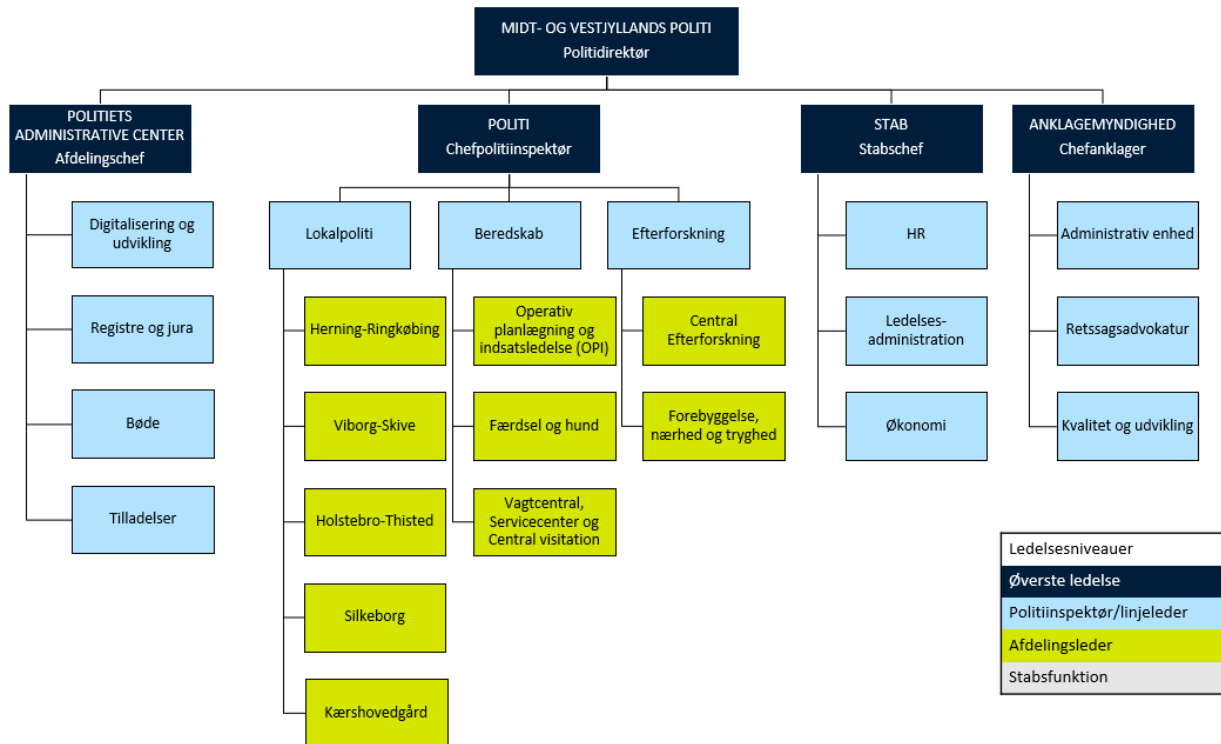 MIDT- OG VESTJYLLANDS POLITI
Politidirektør
POLITIETS
ADMINISTRATIVE CENTER
Afdelingschef
POLITI
Chefpolitiinspektør
STAB
Stabschef
ANKLAGEMYNDIGHED
Chefanklager
Digitalisering og
udvikling
Registre og jura
Bøde
Tilladelser
Lokalpoliti
Herning-Ringkøbing
Viborg-Skive
Holstebro-Thisted
Silkeborg
Kærshovedgård
Beredskab
Operativ
planlægning og
indsatsledelse (OPI)
Færdsel og hund
Vagtcentral,
Servicecenter og
Central visitation
Efterforskning
Central
Efterforskning
Forebyggelse,
nærhed og tryghed
HR
Ledelses-
administration
Økonomi
Administrativ enhed
Retssagsadvokatur
Kvalitet og udvikling
Ledelsesniveauer
Øverste ledelse
Politiinspektør/linjeleder
Afdelingsleder
Stabsfunktion